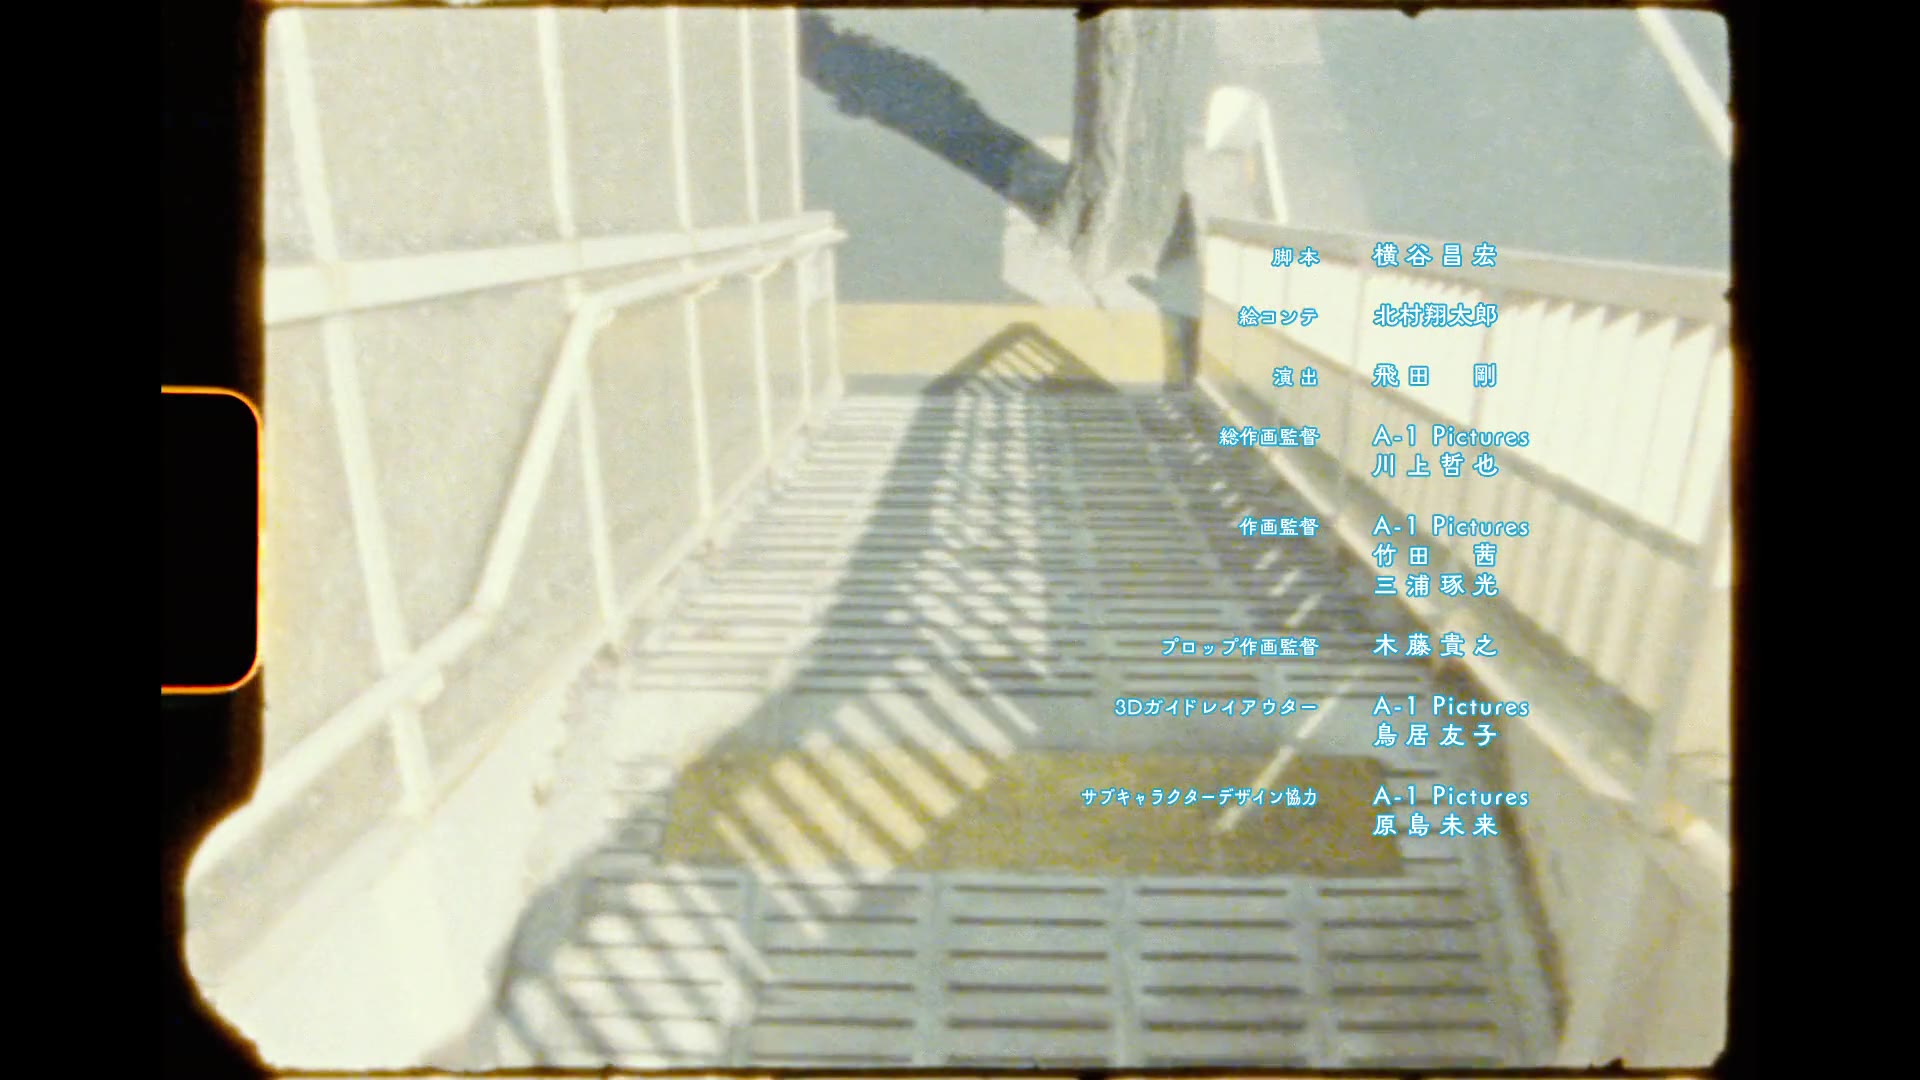 脚本 横谷昌宏
絵コンテ 北村翔太郎
演出 飛田 剛
総作画監督 A-1 Pictures
川上哲也
作画監督 A-1 Pictures
竹田 茜
三浦琢光
プロップ作画監督 木藤貴之
3Dガイドレイアウター A-1 Pictures
鳥居友子
サブキャラクターデザイン協力 A-1 Pictures
原島未来